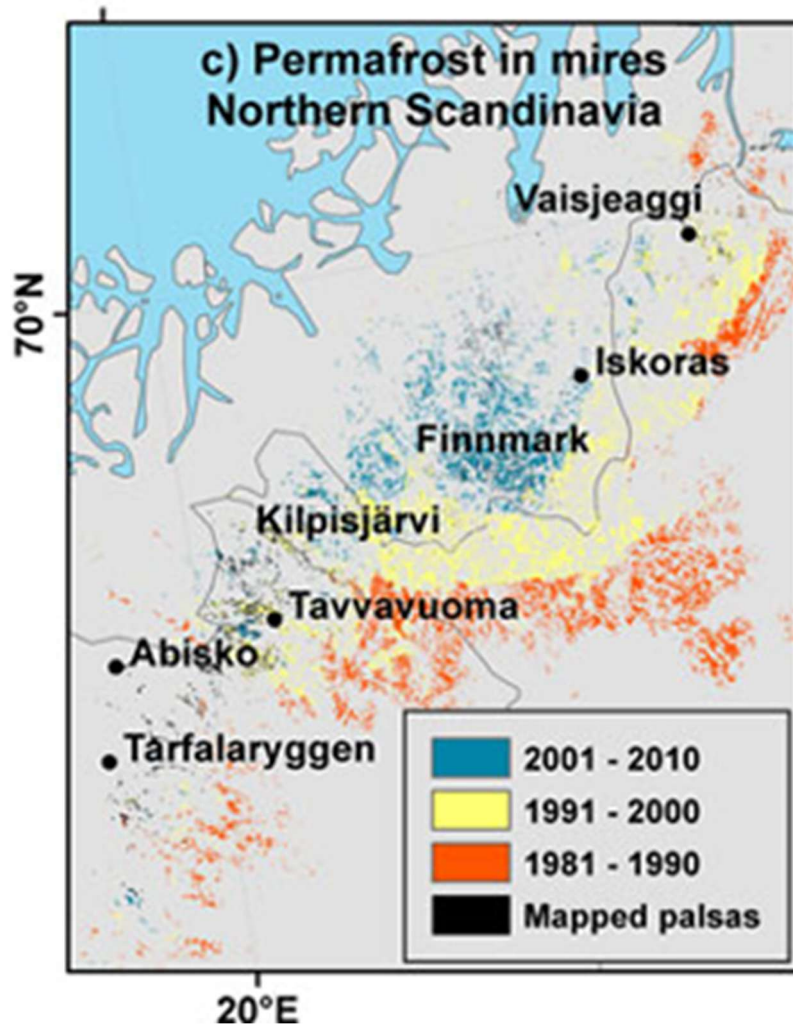 c) Permafrost in mires
Northern Scandinavia
Vaisjeaggi
70°N
Iskoras
Finnmark
Kilpisjärvi
Tavvavuoma
Abisko
Tarfalaryggen
2001 - 2010
1991 - 2000
1981 - 1990
Mapped palsas
20°E